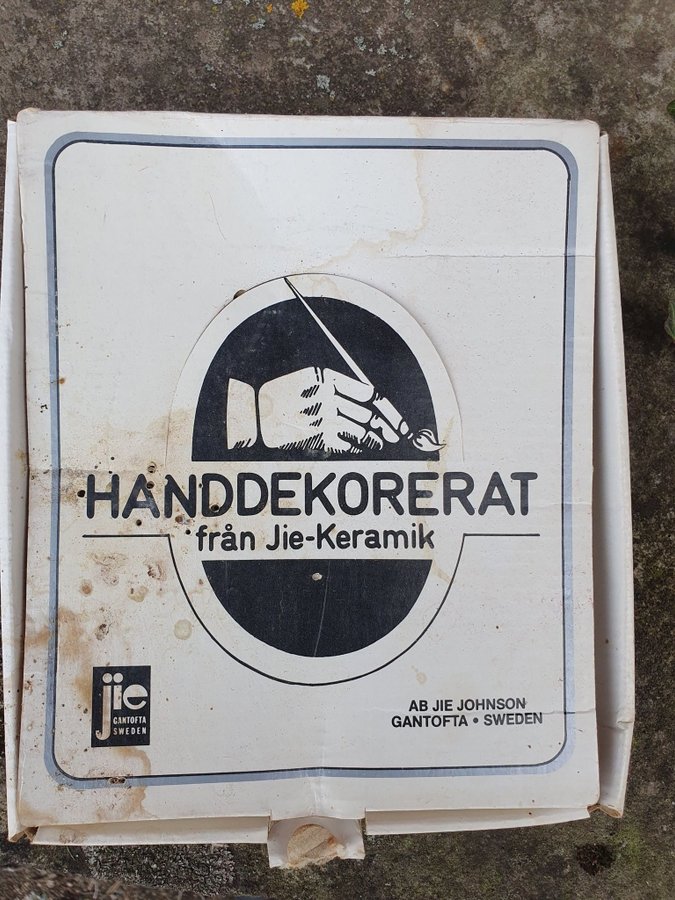 HANDDEKORERAT
från Jie-Keramik
jie
GANTOFTA
SWEDEN
AB JIE JOHNSON
GANTOFTA • SWEDEN